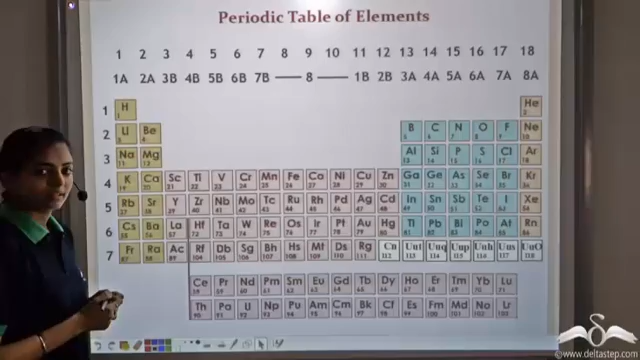 Periodic Table of Elements
1 2 3 4 5 6 7 8 9 10 11 12 13 14 15 16 17 18
1A 2A 3B 4B 5B 6B 7B 8 1B 2B 3A 4A 5A 6A 7A 8A
1 H 1 He 2
2 Li Be B C N O F Ne
3 Na Mg Al Si P S Cl Ar
4 K Ca Sc Ti V Cr Mn Fe Co Ni Cu Zn Ga Ge As Se Br Kr
5 Rb Sr Y Zr Nb Mo Tc Ru Rh Pd Ag Cd In Sn Sb Te I Xe
6 Cs Ba La Hf Ta W Re Os Ir Pt Au Hg Tl Pb Bi Po At Rn
7 Fr Ra Ac Rf Db Sg Bh Hs Mt Ds Rg Cn Uut Uuq Uup Uuh Uus UuO
Ce Pr Nd Pm Sm Eu Gd Tb Dy Ho Er Tm Yb Lu
Th Pa U Np Pu Am Cm Bk Cf Es Fm Md No Lr
©www.deltastep.com